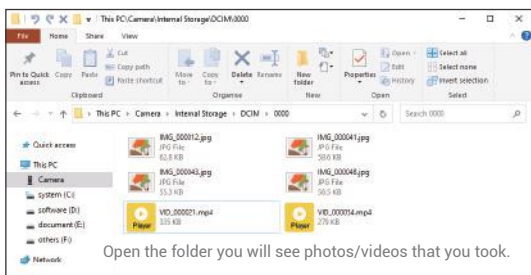 This PC\Camera\Internal Storage\DCIM\0000
File Home Share View
Pin to Quick access
Copy
Paste
Cut
Copy path
Paste shortcut
Clipboard
Move to
Copy to
Delete
Rename
Organise
New folder
New
Properties
Open
Edit
History
Open
Select all
Select none
Invert selection
Select
This PC > Camera > Internal Storage > DCIM > 0000
Search 0000
Quick access
This PC
Camera
system (C:)
software (D:)
document (E:)
others (F:)
Network
IMG_000012.jpg
JPG File
62.8 KB
IMG_000041.jpg
JPG File
58.0 KB
IMG_000043.jpg
JPG File
55.3 KB
IMG_000048.jpg
JPG File
50.5 KB
Player
VID_000021.mp4
335 KB
Player
VID_000054.mp4
279 KB
Open the folder you will see photos/videos that you took.